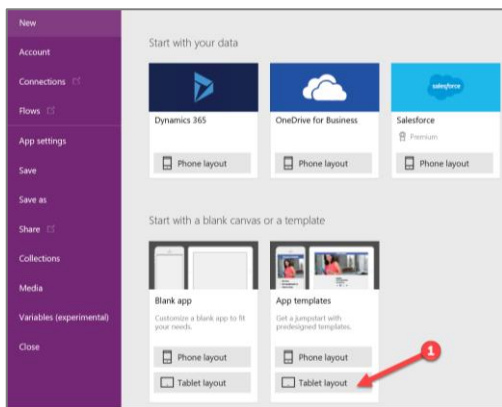 New
Account
Connections
Flows
App settings
Save
Save as
Share
Collections
Media
Variables (experimental)
Close
Start with your data
salesforce
Dynamics 365
OneDrive for Business
Salesforce
Premium
Phone layout
Phone layout
Phone layout
Start with a blank canvas or a template
Blank app
Customize a blank app to fit
your needs.
Phone layout
Tablet layout
App templates
Get a jumpstart with
predesigned templates.
Phone layout
Tablet layout
1